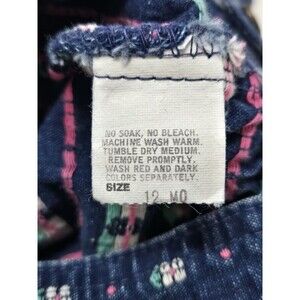 NO SOAK, NO BLEACH.
MACHINE WASH WARM.
TUMBLE DRY MEDIUM.
REMOVE PROMPTLY.
WASH RED AND DARK
COLORS SEPARATELY.
SIZE 12 MO